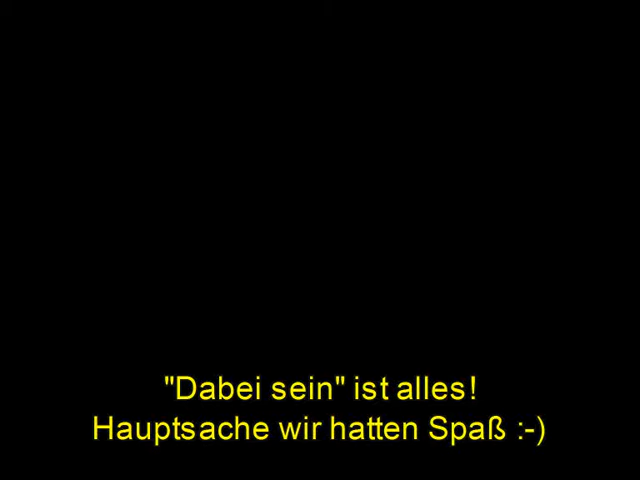 "Dabei sein" ist alles!
Hauptsache wir hatten Spaß :-)